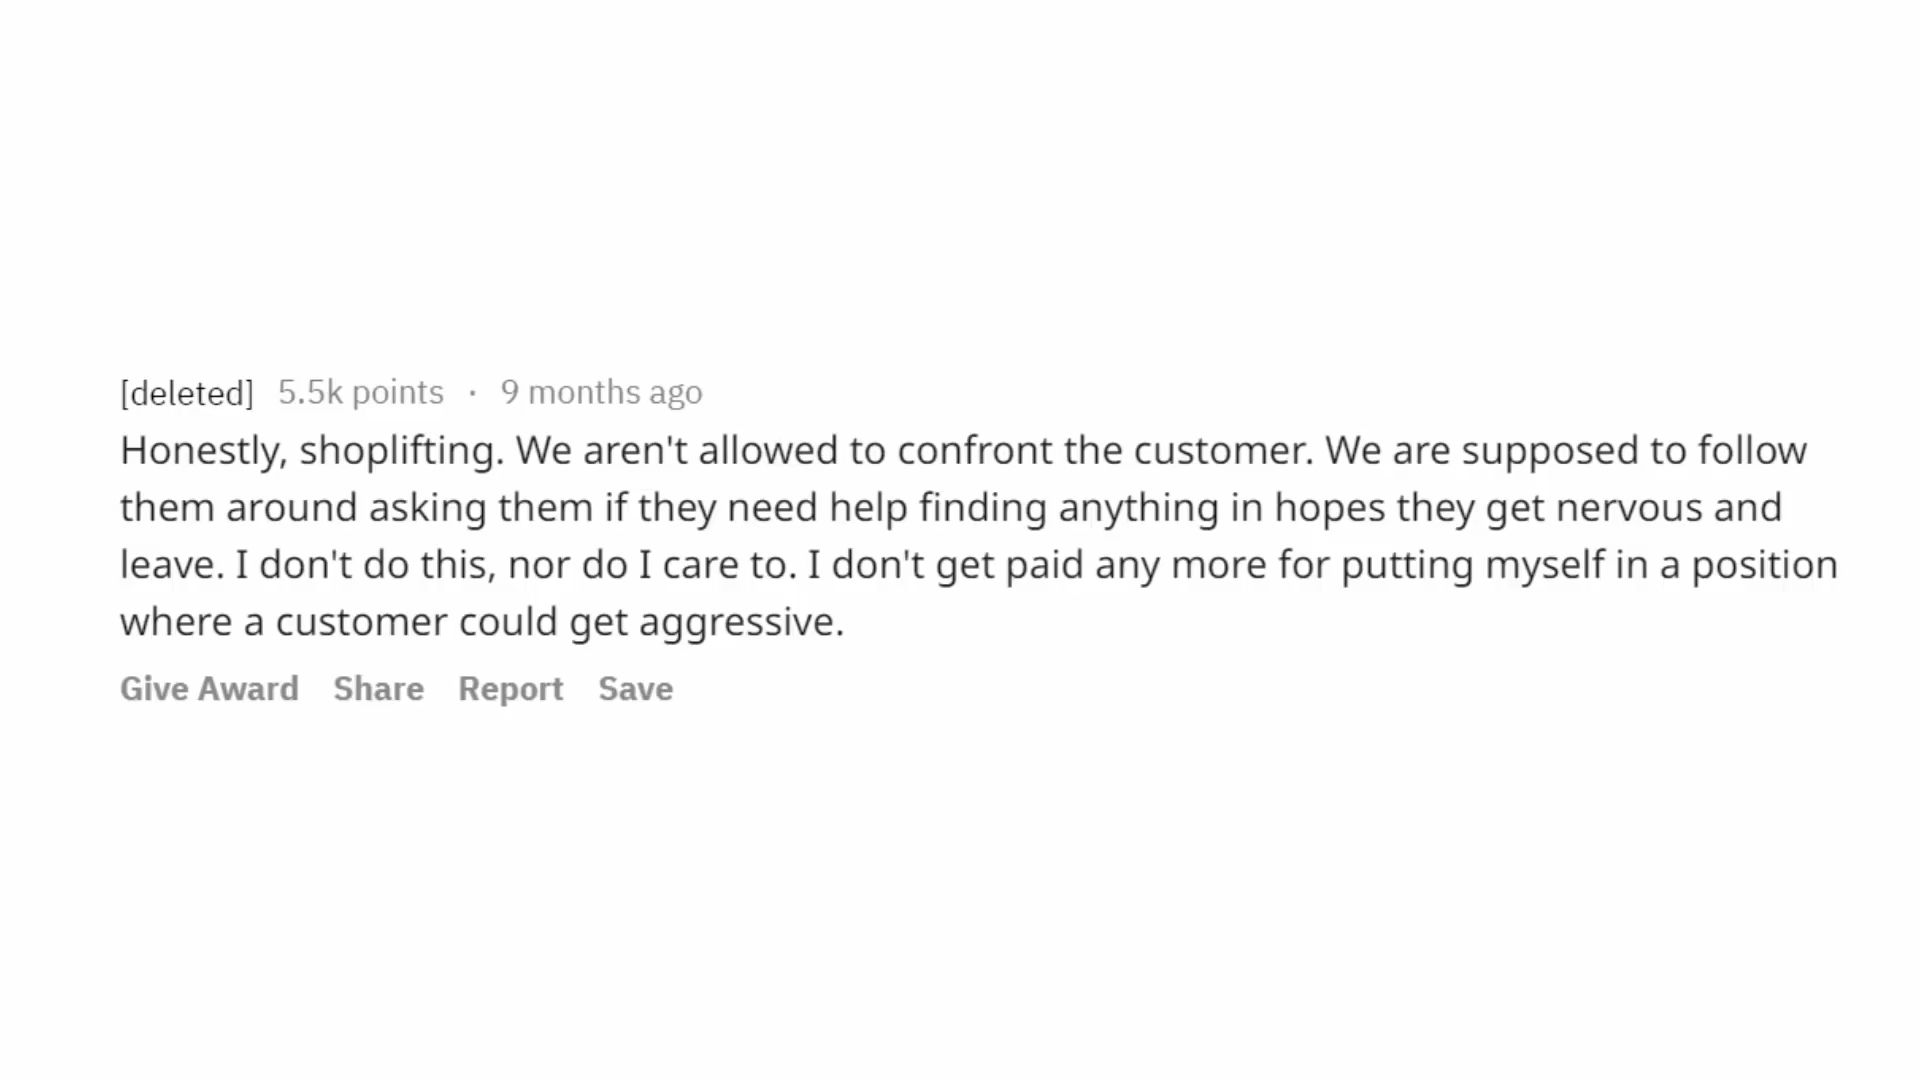 [deleted] 5.5k points · 9 months ago
Honestly, shoplifting. We aren't allowed to confront the customer. We are supposed to follow
them around asking them if they need help finding anything in hopes they get nervous and
leave. I don't do this, nor do I care to. I don't get paid any more for putting myself in a position
where a customer could get aggressive.
Give Award Share Report Save